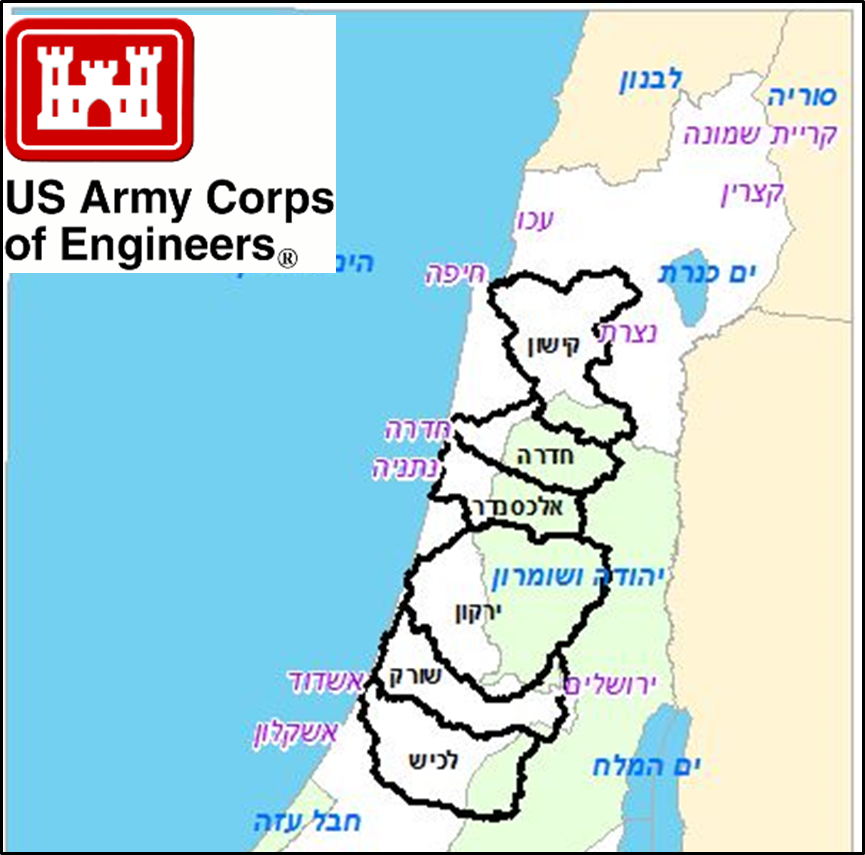 US Army Corps
of Engineers®
לבנון
סוריה
קריית שמונה
קצרין
עכו
חיפה
ים כנרת
נצרת
קישון
חדרה
חדרה
נתניה
אלכסנדר
יהודה ושומרון
ירקון
שורק
ירושלים
אשדוד
אשקלון
לכיש
ים המלח
חבל עזה